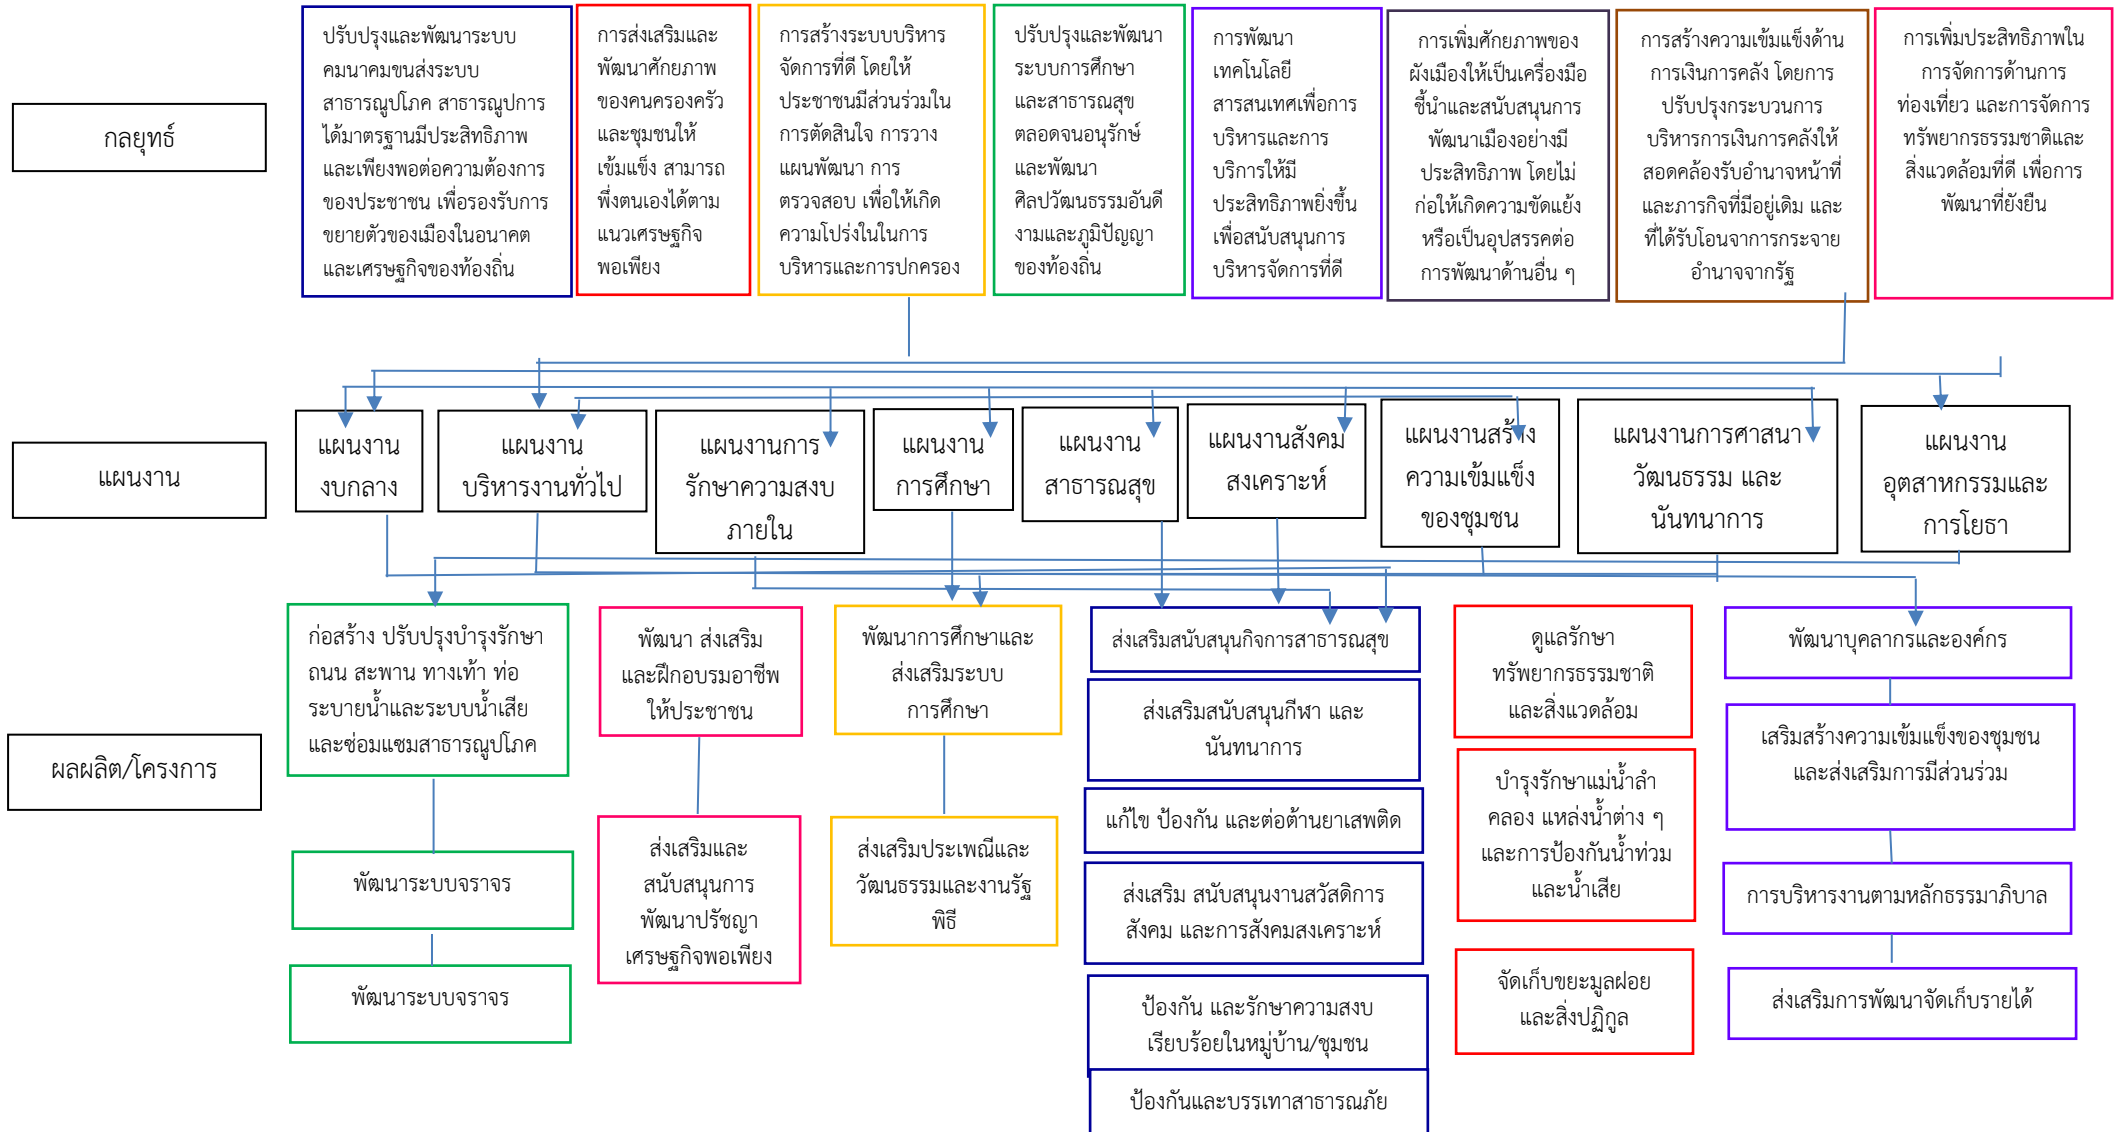 กลยุทธ์
ปรับปรุงและพัฒนาระบบ
คมนาคมขนส่งระบบ
สาธารณูปโภค สาธารณูปการ
ได้มาตรฐานมีประสิทธิภาพ
และเพียงพอต่อความต้องการ
ของประชาชน เพื่อรองรับการ
ขยายตัวของเมืองในอนาคต
และเศรษฐกิจของท้องถิ่น
การส่งเสริมและ
พัฒนาศักยภาพ
ของคนครองครัว
และชุมชนให้
เข้มแข็ง สามารถ
พึ่งตนเองได้ตาม
แนวเศรษฐกิจ
พอเพียง
การสร้างระบบบริหาร
จัดการที่ดี โดยให้
ประชาชนมีส่วนร่วมใน
การตัดสินใจ การวาง
แผนพัฒนา การ
ตรวจสอบ เพื่อให้เกิด
ความโปร่งในในการ
บริหารและการปกครอง
ปรับปรุงและพัฒนา
ระบบการศึกษา
และสาธารณสุข
ตลอดจนอนุรักษ์
และพัฒนา
ศิลปวัฒนธรรมอันดี
งามและภูมิปัญญา
ของท้องถิ่น
การพัฒนา
เทคโนโลยี
สารสนเทศเพื่อการ
บริหารและการ
บริการให้มี
ประสิทธิภาพยิ่งขึ้น
เพื่อสนับสนุนการ
บริหารจัดการที่ดี
การเพิ่มศักยภาพของ
ผังเมืองให้เป็นเครื่องมือ
ชี้นำและสนับสนุนการ
พัฒนาเมืองอย่างมี
ประสิทธิภาพ โดยไม่
ก่อให้เกิดความขัดแย้ง
หรือเป็นอุปสรรคต่อ
การพัฒนาด้านอื่น ๆ
การสร้างความเข้มแข็งด้าน
การเงินการคลัง โดยการ
ปรับปรุงกระบวนการ
บริหารการเงินการคลังให้
สอดคล้องรับอำนาจหน้าที่
และภารกิจที่มีอยู่เดิม และ
ที่ได้รับโอนจาการกระจาย
อำนาจจากรัฐ
การเพิ่มประสิทธิภาพใน
การจัดการด้านการ
ท่องเที่ยว และการจัดการ
ทรัพยากรธรรมชาติและ
สิ่งแวดล้อมที่ดี เพื่อการ
พัฒนาที่ยังยืน
แผนงาน
แผนงาน
งบกลาง
แผนงาน
บริหารงานทั่วไป
แผนงานการ
รักษาความสงบ
ภายใน
แผนงาน
การศึกษา
แผนงาน
สาธารณสุข
แผนงานสังคม
สงเคราะห์
แผนงานสร้าง
ความเข้มแข็ง
ของชุมชน
แผนงานการศาสนา
วัฒนธรรม และ
นันทนาการ
แผนงาน
อุตสาหกรรมและ
การโยธา
ผลผลิต/โครงการ
ก่อสร้าง ปรับปรุงบำรุงรักษา
ถนน สะพาน ทางเท้า ท่อ
ระบายน้ำและระบบน้ำเสีย
และซ่อมแซมสาธารณูปโภค
พัฒนาระบบจราจร
พัฒนาระบบจราจร
พัฒนา ส่งเสริม
และฝึกอบรมอาชีพ
ให้ประชาชน
ส่งเสริมและ
สนับสนุนการ
พัฒนาปรัชญา
เศรษฐกิจพอเพียง
พัฒนาการศึกษาและ
ส่งเสริมระบบ
การศึกษา
ส่งเสริมประเพณีและ
วัฒนธรรมและงานรัฐ
พิธี
ส่งเสริมสนับสนุนกิจการสาธารณสุข
ส่งเสริมสนับสนุนกีฬา และ
นันทนาการ
แก้ไข ป้องกัน และต่อต้านยาเสพติด
ส่งเสริม สนับสนุนงานสวัสดิการ
สังคม และการสังคมสงเคราะห์
ป้องกัน และรักษาความสงบ
เรียบร้อยในหมู่บ้าน/ชุมชน
ป้องกันและบรรเทาสาธารณภัย
ดูแลรักษา
ทรัพยากรธรรมชาติ
และสิ่งแวดล้อม
บำรุงรักษาแม่น้ำลำ
คลอง แหล่งน้ำต่าง ๆ
และการป้องกันน้ำท่วม
และน้ำเสีย
จัดเก็บขยะมูลฝอย
และสิ่งปฏิกูล
พัฒนาบุคลากรและองค์กร
เสริมสร้างความเข้มแข็งของชุมชน
และส่งเสริมการมีส่วนร่วม
การบริหารงานตามหลักธรรมาภิบาล
ส่งเสริมการพัฒนาจัดเก็บรายได้